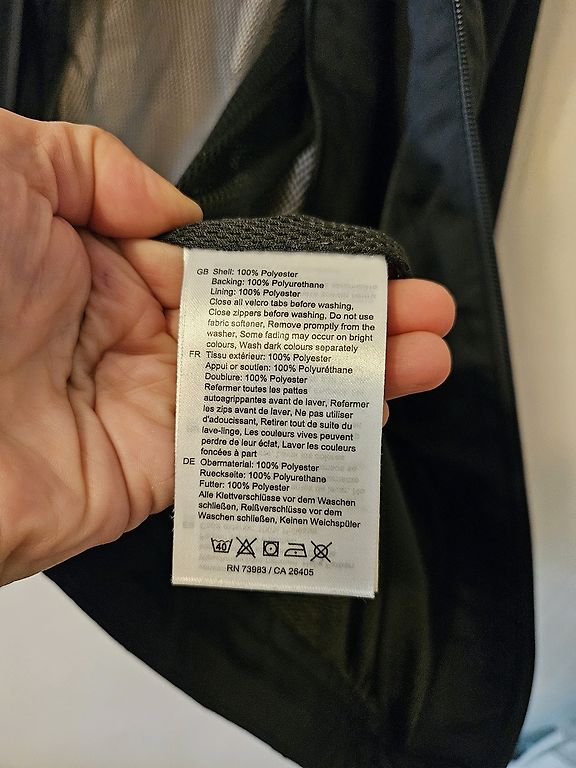 GB Shell: 100% Polyester
Backing: 100% Polyurethane
Lining: 100% Polyester
Close all velcro tabs before washing,
Close zippers before washing, Do not use
fabric softener, Remove promptly from the
washer, Some fading may occur on bright
colours, Wash dark colours separately
FR Tissu extérieur: 100% Polyester
Appui or soutien: 100% Polyuréthane
Doublure: 100% Polyester
Refermer toutes les pattes
autoagrippantes avant de laver, Refermer
les zips avant de laver, Ne pas utiliser
d'adoucissant, Retirer tout de suite du
lave-linge, Les couleurs vives peuvent
perdre de leur éclat, Laver les couleurs
foncées à part
DE Obermaterial: 100% Polyester
Rueckseite: 100% Polyurethane
Futter: 100% Polyester
Alle Klettverschlüsse vor dem Waschen
schließen, Reißverschlüsse vor dem
Waschen schließen, Keinen Weichspüler
40
RN 73983 / CA 26405